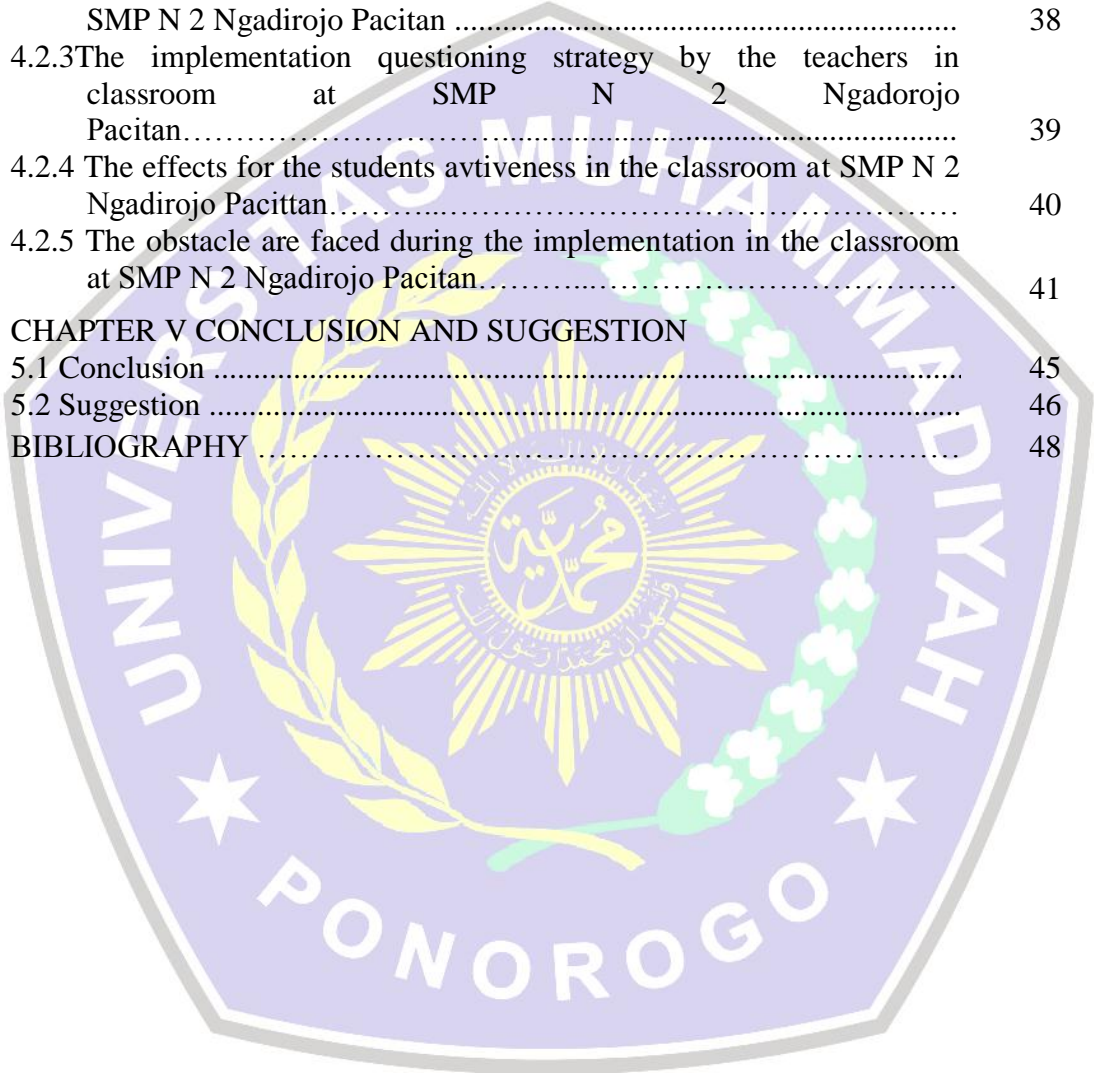 SMP N 2 Ngadirojo Pacitan ................................................................ 38
4.2.3The implementation questioning strategy by the teachers in
classroom at SMP N 2 Ngadorojo
Pacitan……………………………………………................................... 39
4.2.4 The effects for the students avtiveness in the classroom at SMP N 2
Ngadirojo Pacittan………...………………………………………… 40
4.2.5 The obstacle are faced during the implementation in the classroom
at SMP N 2 Ngadirojo Pacitan………...…………………………… 41
CHAPTER V CONCLUSION AND SUGGESTION
5.1 Conclusion ............................................................................................... 45
5.2 Suggestion ............................................................................................... 46
BIBLIOGRAPHY ………………………………………………………… 48
UNIVERSITAS MUHAMMADIYAH
محمدية
PONOROGO